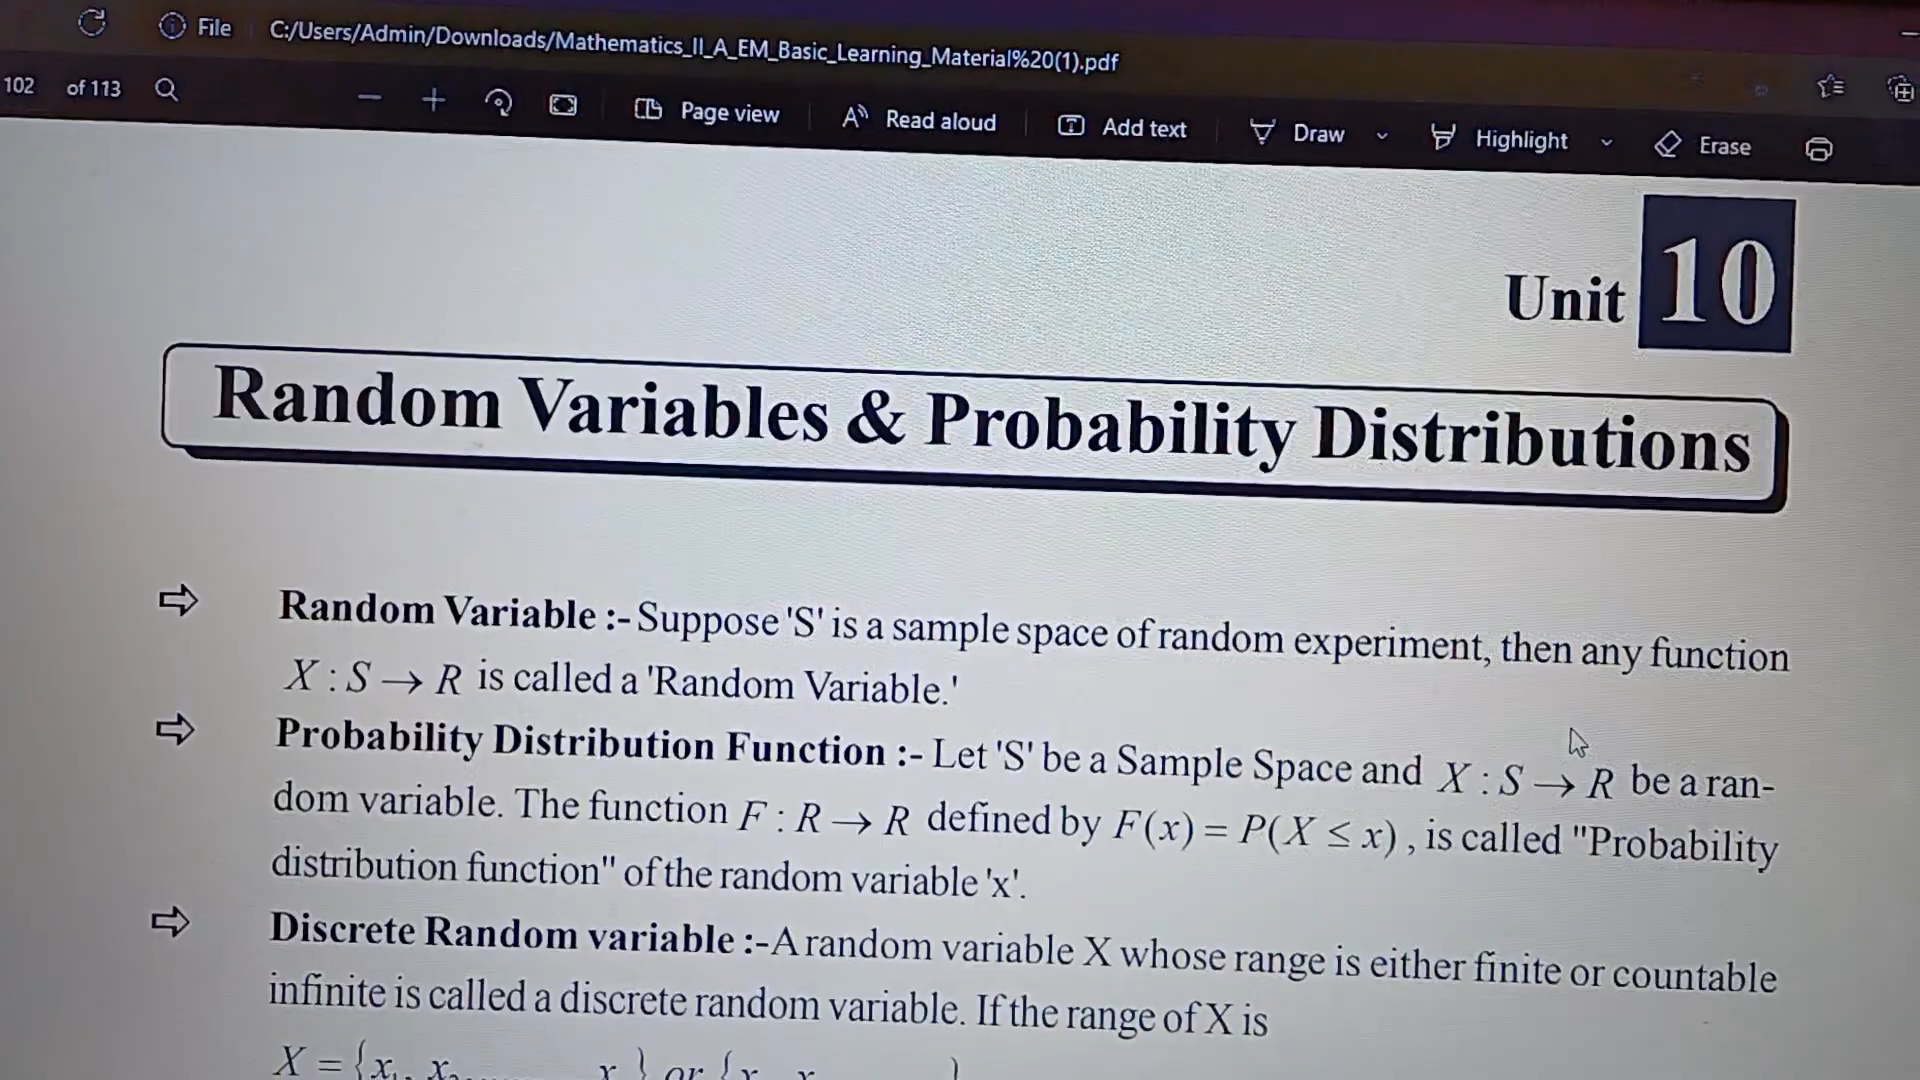 File C:/Users/Admin/Downloads/Mathematics_II_A_EM_Basic_Learning_Material%20(1).pdf
102 of 113 Page view Read aloud Add text Draw Highlight Erase
Unit 10
Random Variables & Probability Distributions
⇨ Random Variable :- Suppose 'S' is a sample space of random experiment, then any function
X : S → R is called a 'Random Variable.'
⇨ Probability Distribution Function :- Let 'S' be a Sample Space and X : S → R be a ran-
dom variable. The function F : R → R defined by F(x) = P(X ≤ x), is called "Probability
distribution function" of the random variable 'x'.
⇨ Discrete Random variable :-A random variable X whose range is either finite or countable
infinite is called a discrete random variable. If the range of X is
X = {x₁, x₂ x } or {x x }